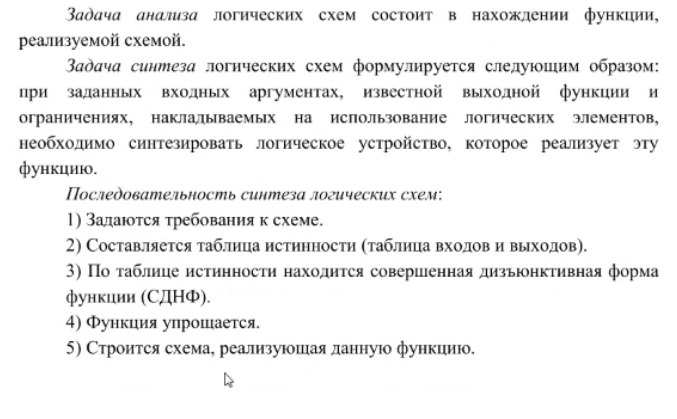 Задача анализа логических схем состоит в нахождении функции,
реализуемой схемой.
Задача синтеза логических схем формулируется следующим образом:
при заданных входных аргументах, известной выходной функции и
ограничениях, накладываемых на использование логических элементов,
необходимо синтезировать логическое устройство, которое реализует эту
функцию.
Последовательность синтеза логических схем:
1) Задаются требования к схеме.
2) Составляется таблица истинности (таблица входов и выходов).
3) По таблице истинности находится совершенная дизъюнктивная форма
функции (СДНФ).
4) Функция упрощается.
5) Строится схема, реализующая данную функцию.